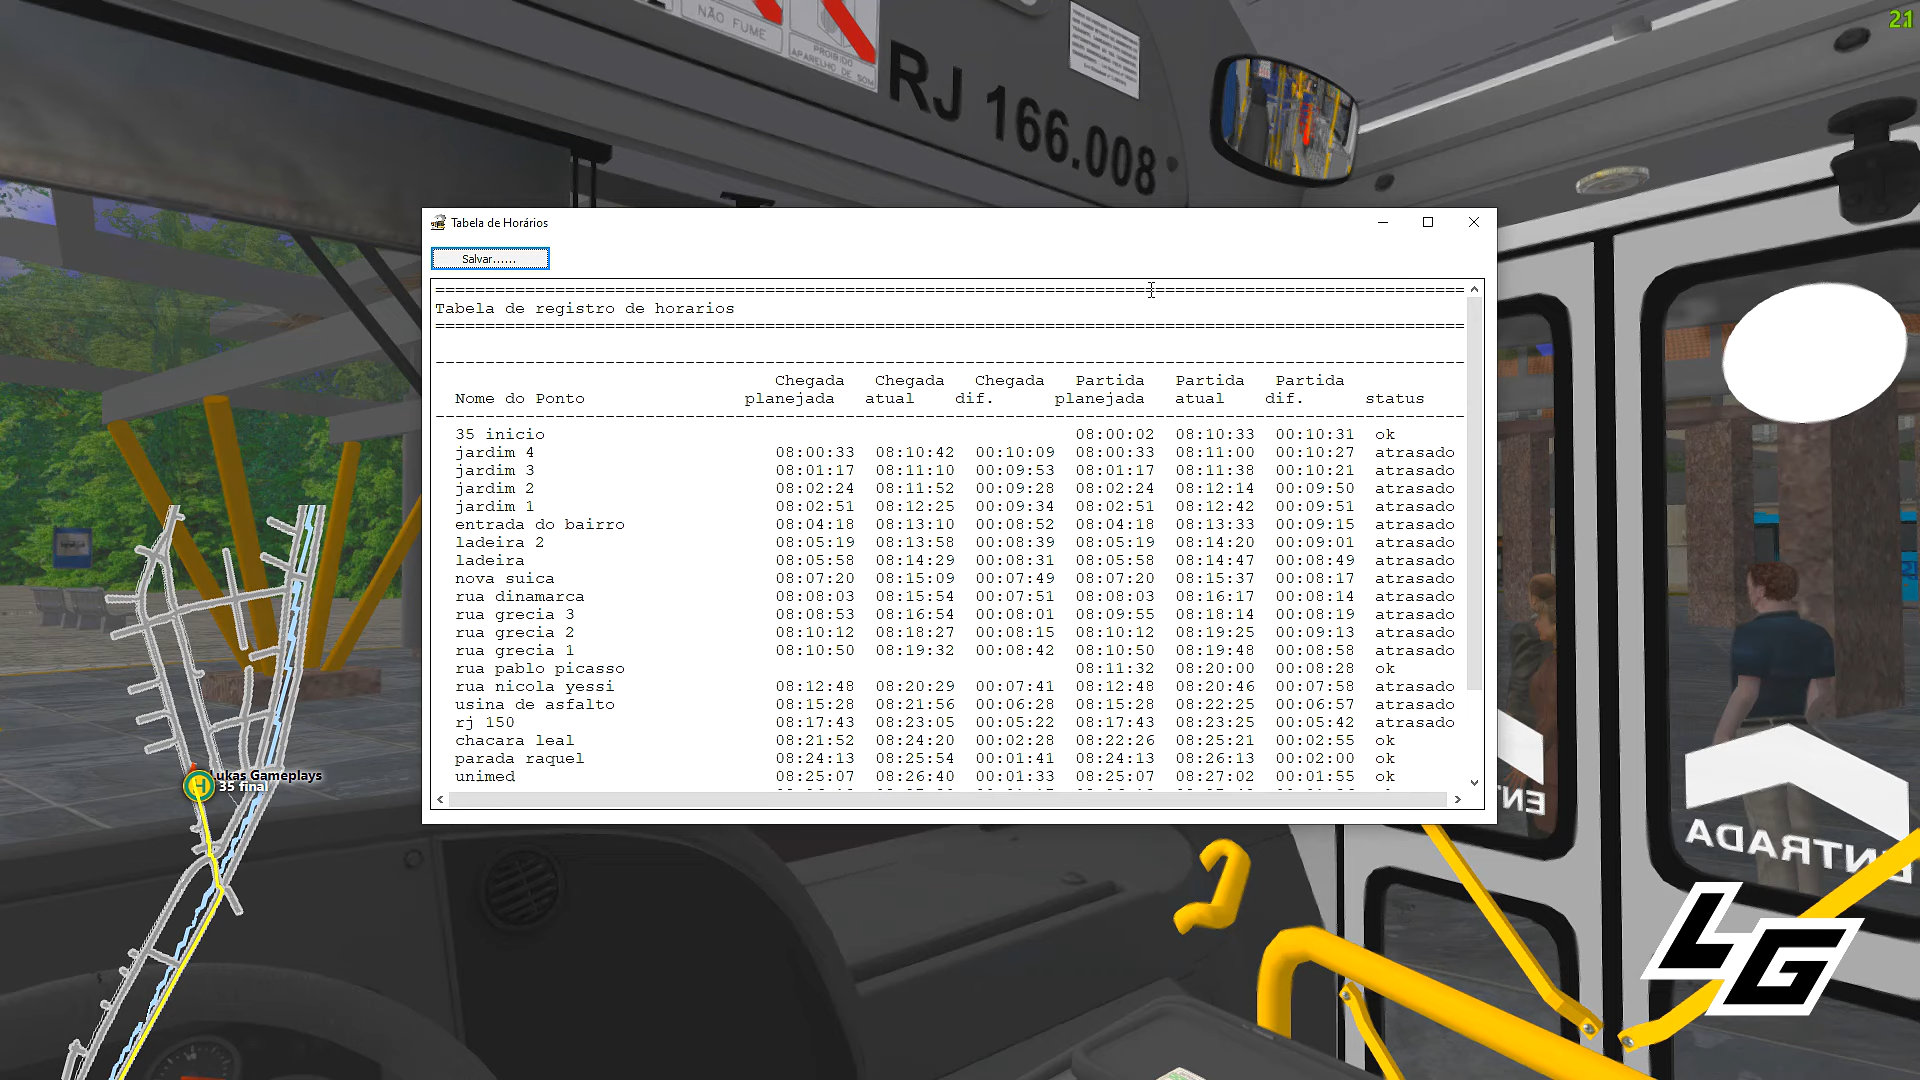 21
NÃO FUME
PROIBIDO
APARELHO DE SOM
RJ 166.008
Tabela de Horários
Salvar......
Tabela de registro de horarios
Chegada Chegada Chegada Partida Partida Partida
Nome do Ponto planejada atual dif. planejada atual dif. status
35 inicio 08:00:02 08:10:33 00:10:31 ok
jardim 4 08:00:33 08:10:42 00:10:09 08:00:33 08:11:00 00:10:27 atrasado
jardim 3 08:01:17 08:11:10 00:09:53 08:01:17 08:11:38 00:10:21 atrasado
jardim 2 08:02:24 08:11:52 00:09:28 08:02:24 08:12:14 00:09:50 atrasado
jardim 1 08:02:51 08:12:25 00:09:34 08:02:51 08:12:42 00:09:51 atrasado
entrada do bairro 08:04:18 08:13:10 00:08:52 08:04:18 08:13:33 00:09:15 atrasado
ladeira 2 08:05:19 08:13:58 00:08:39 08:05:19 08:14:20 00:09:01 atrasado
ladeira 08:05:58 08:14:29 00:08:31 08:05:58 08:14:47 00:08:49 atrasado
nova suica 08:07:20 08:15:09 00:07:49 08:07:20 08:15:37 00:08:17 atrasado
rua dinamarca 08:08:03 08:15:54 00:07:51 08:08:03 08:16:17 00:08:14 atrasado
rua grecia 3 08:08:53 08:16:54 00:08:01 08:09:55 08:18:14 00:08:19 atrasado
rua grecia 2 08:10:12 08:18:27 00:08:15 08:10:12 08:19:25 00:09:13 atrasado
rua grecia 1 08:10:50 08:19:32 00:08:42 08:10:50 08:19:48 00:08:58 atrasado
rua pablo picasso 08:11:32 08:20:00 00:08:28 ok
rua nicola yessi 08:12:48 08:20:29 00:07:41 08:12:48 08:20:46 00:07:58 atrasado
usina de asfalto 08:15:28 08:21:56 00:06:28 08:15:28 08:22:25 00:06:57 atrasado
rj 150 08:17:43 08:23:05 00:05:22 08:17:43 08:23:25 00:05:42 atrasado
chacara leal 08:21:52 08:24:20 00:02:28 08:22:26 08:25:21 00:02:55 ok
parada raquel 08:24:13 08:25:54 00:01:41 08:24:13 08:26:13 00:02:00 ok
unimed 08:25:07 08:26:40 00:01:33 08:25:07 08:27:02 00:01:55 ok
Lukas Gameplays
4 35 final
ENTRADA
LG